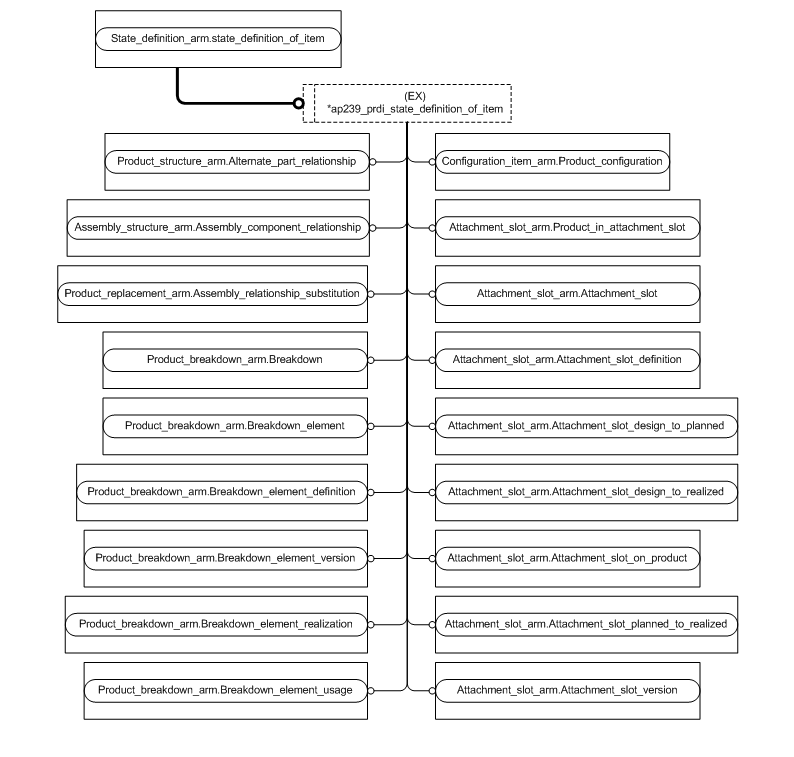 State_definition_arm.state_definition_of_item
(EX)
*ap239_prdi_state_definition_of_item
Product_structure_arm.Alternate_part_relationship
Configuration_item_arm.Product_configuration
Assembly_structure_arm.Assembly_component_relationship
Attachment_slot_arm.Product_in_attachment_slot
Product_replacement_arm.Assembly_relationship_substitution
Attachment_slot_arm.Attachment_slot
Product_breakdown_arm.Breakdown
Attachment_slot_arm.Attachment_slot_definition
Product_breakdown_arm.Breakdown_element
Attachment_slot_arm.Attachment_slot_design_to_planned
Product_breakdown_arm.Breakdown_element_definition
Attachment_slot_arm.Attachment_slot_design_to_realized
Product_breakdown_arm.Breakdown_element_version
Attachment_slot_arm.Attachment_slot_on_product
Product_breakdown_arm.Breakdown_element_realization
Attachment_slot_arm.Attachment_slot_planned_to_realized
Product_breakdown_arm.Breakdown_element_usage
Attachment_slot_arm.Attachment_slot_version